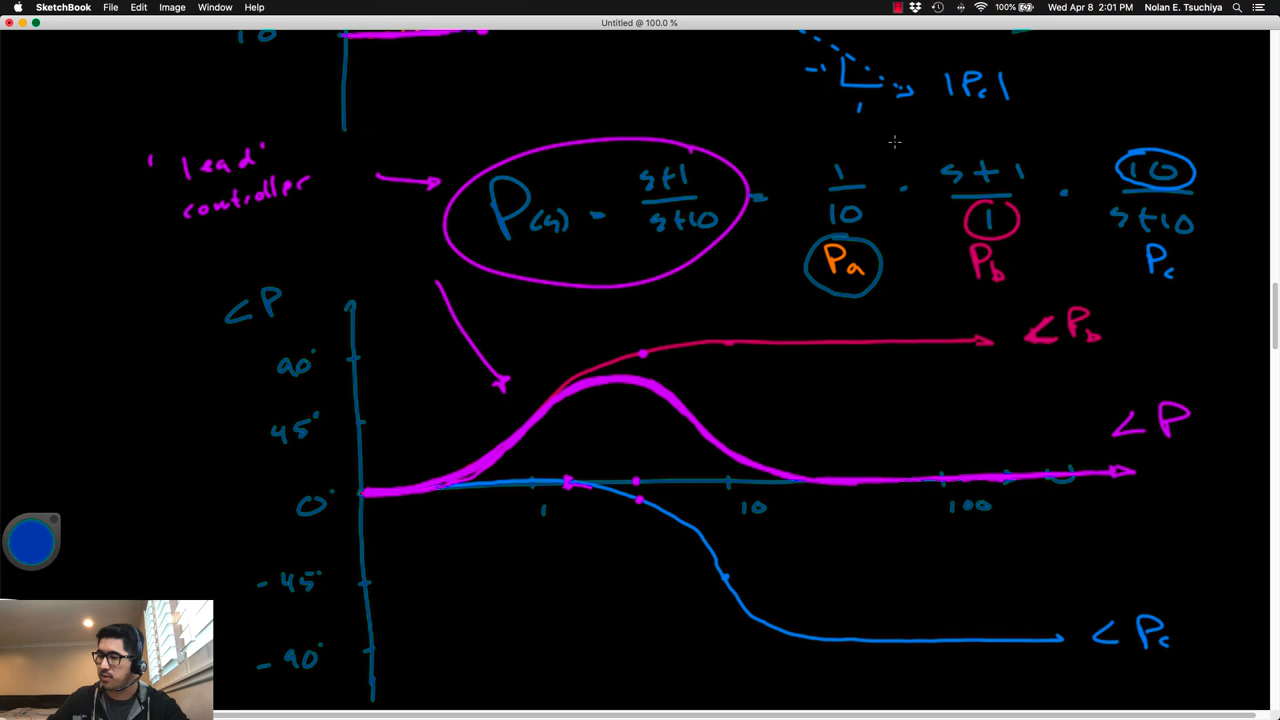 SketchBook File Edit Image Window Help 100% Wed Apr 8 2:01 PM Nolan E. Tsuchiya
Untitled @ 100.0 %
10
-1
1
|Pc|
'lead'
controller
P(s) = s+1 / s+10 = 1/10 · s+1 / 1 · 10 / s+10
Pa Pb Pc
<P
90°
<Pb
45°
<P
0°
1 10 100
-45°
-90°
<Pc